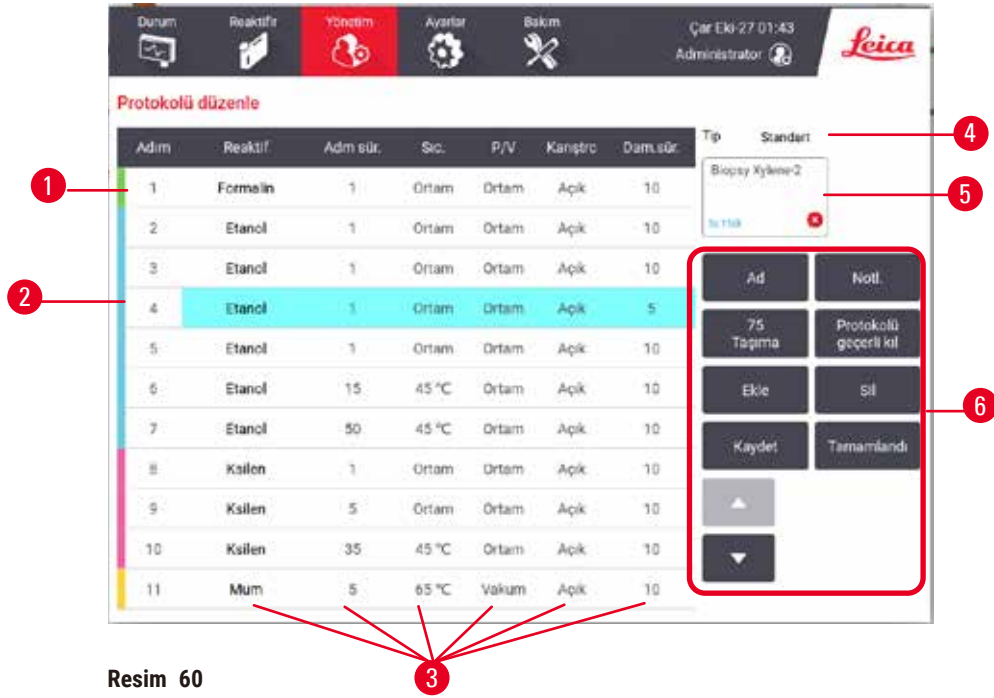 Durum Reaktifır Yönetim Ayarlar Bakım
Çar Eki-27 01:43
Administrator
Leica
Protokolü düzenle
Adım Reaktif Adm sür. Sıc. P/V Karıştrc Dam.sür.
1 Formalin 1 Ortam Ortam Açık 10
2 Etanol 1 Ortam Ortam Açık 10
3 Etanol 1 Ortam Ortam Açık 10
4 Etanol 1 Ortam Ortam Açık 5
5 Etanol 1 Ortam Ortam Açık 10
6 Etanol 15 45 °C Ortam Açık 10
7 Etanol 50 45 °C Ortam Açık 10
8 Ksilen 1 Ortam Ortam Açık 10
9 Ksilen 5 Ortam Ortam Açık 10
10 Ksilen 35 45 °C Ortam Açık 10
11 Mum 5 65 °C Vakum Açık 10
Tip Standart
Biopsy Xylene-2
Ad Notl.
75
Taşıma
Protokolü
geçerli kıl
Ekle Sil
Kaydet Tamamlandı
1
2
3
4
5
6
Resim 60